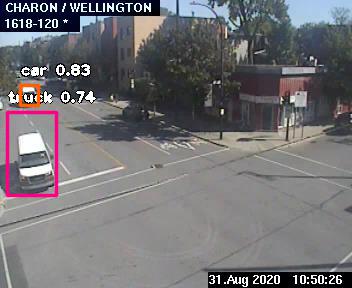 CHARON / WELLINGTON
1618-120 *
car 0.83
truck 0.74
31.Aug 2020 10:50:26